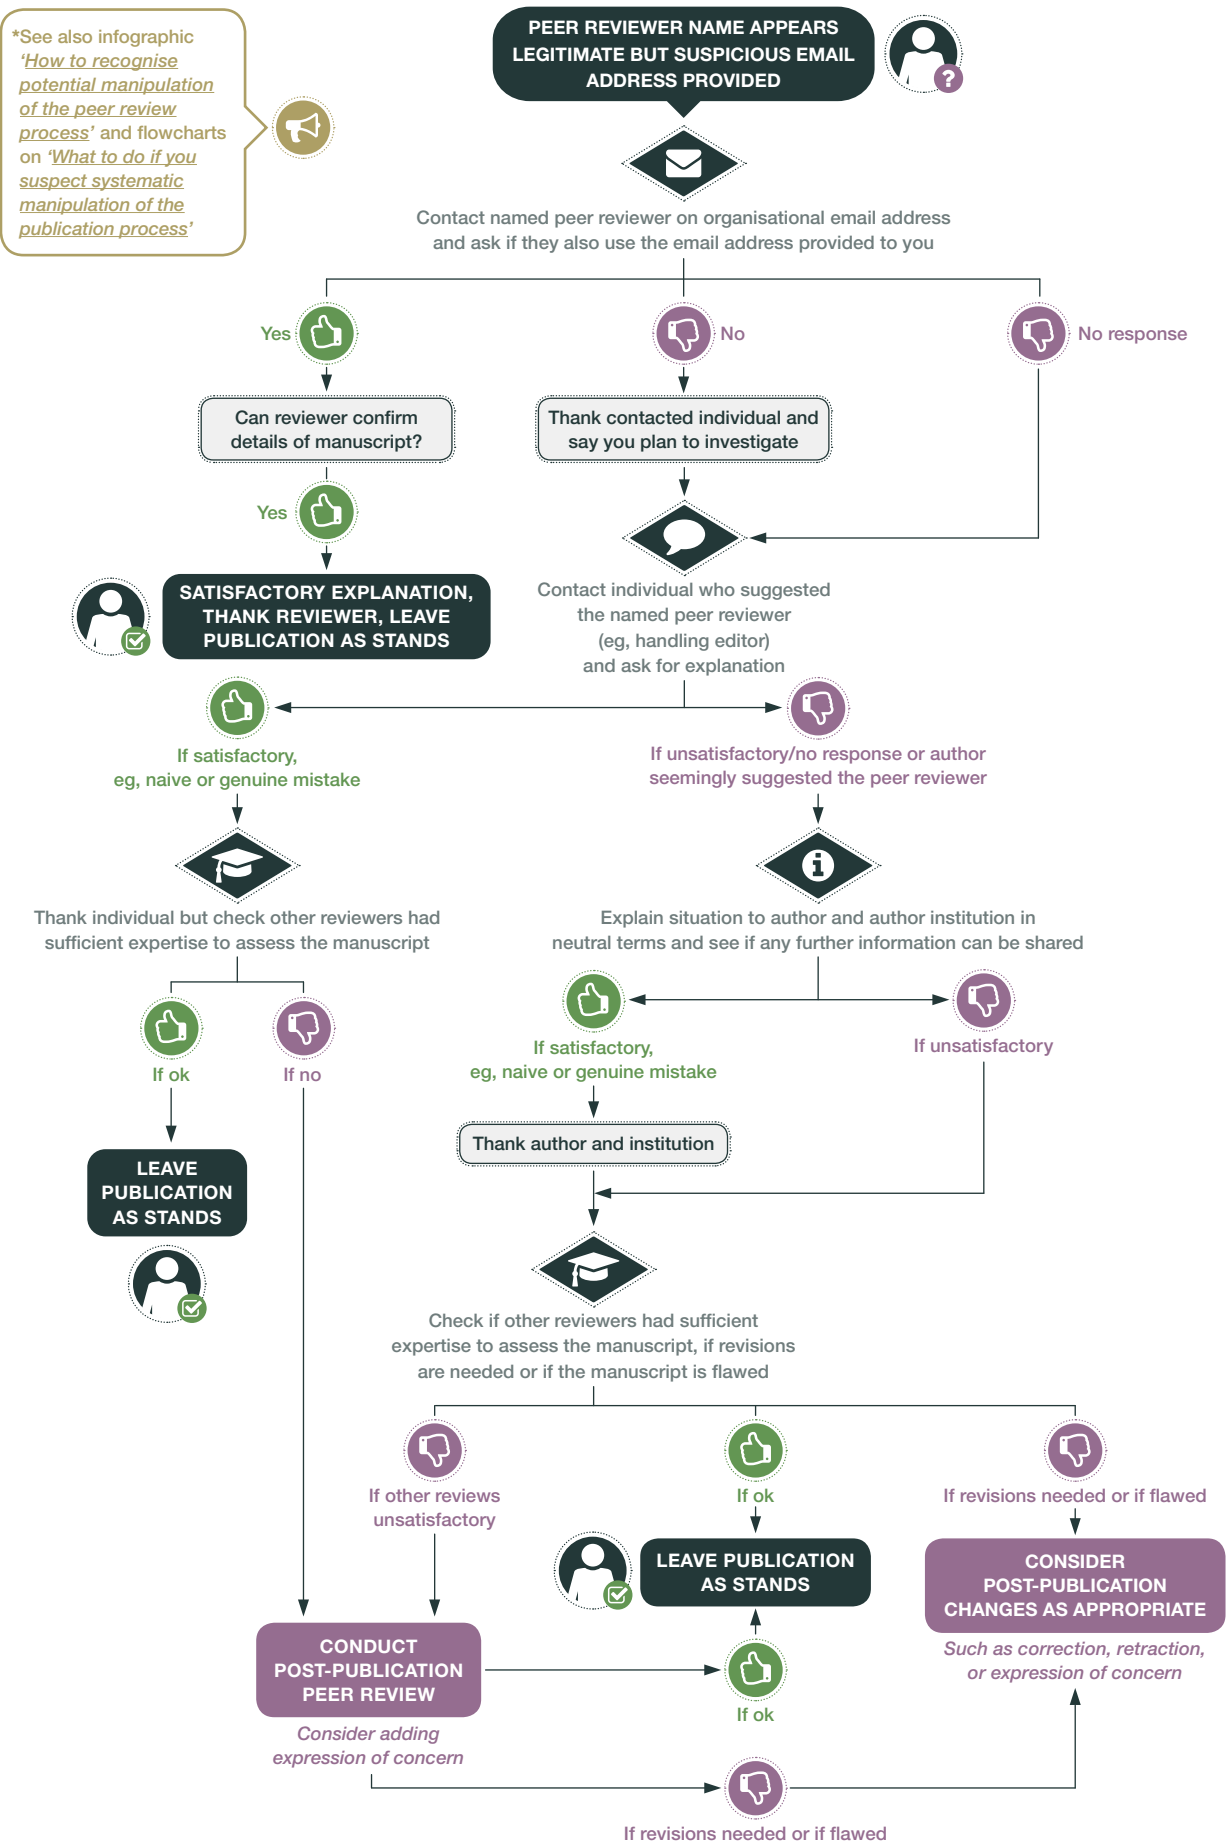 *See also infographic
‘How to recognise
potential manipulation
of the peer review
process’ and flowcharts
on ‘What to do if you
suspect systematic
manipulation of the
publication process’
PEER REVIEWER NAME APPEARS
LEGITIMATE BUT SUSPICIOUS EMAIL
ADDRESS PROVIDED
?
Contact named peer reviewer on organisational email address
and ask if they also use the email address provided to you
Yes
No
No response
Can reviewer confirm
details of manuscript?
Thank contacted individual and
say you plan to investigate
Yes
SATISFACTORY EXPLANATION,
THANK REVIEWER, LEAVE
PUBLICATION AS STANDS
Contact individual who suggested
the named peer reviewer
(eg, handling editor)
and ask for explanation
If satisfactory,
eg, naive or genuine mistake
If unsatisfactory/no response or author
seemingly suggested the peer reviewer
Thank individual but check other reviewers had
sufficient expertise to assess the manuscript
Explain situation to author and author institution in
neutral terms and see if any further information can be shared
If ok
If no
If satisfactory,
eg, naive or genuine mistake
If unsatisfactory
LEAVE
PUBLICATION
AS STANDS
Thank author and institution
Check if other reviewers had sufficient
expertise to assess the manuscript, if revisions
are needed or if the manuscript is flawed
If other reviews
unsatisfactory
If ok
If revisions needed or if flawed
LEAVE PUBLICATION
AS STANDS
CONSIDER
POST-PUBLICATION
CHANGES AS APPROPRIATE
Such as correction, retraction,
or expression of concern
CONDUCT
POST-PUBLICATION
PEER REVIEW
Consider adding
expression of concern
If ok
If revisions needed or if flawed